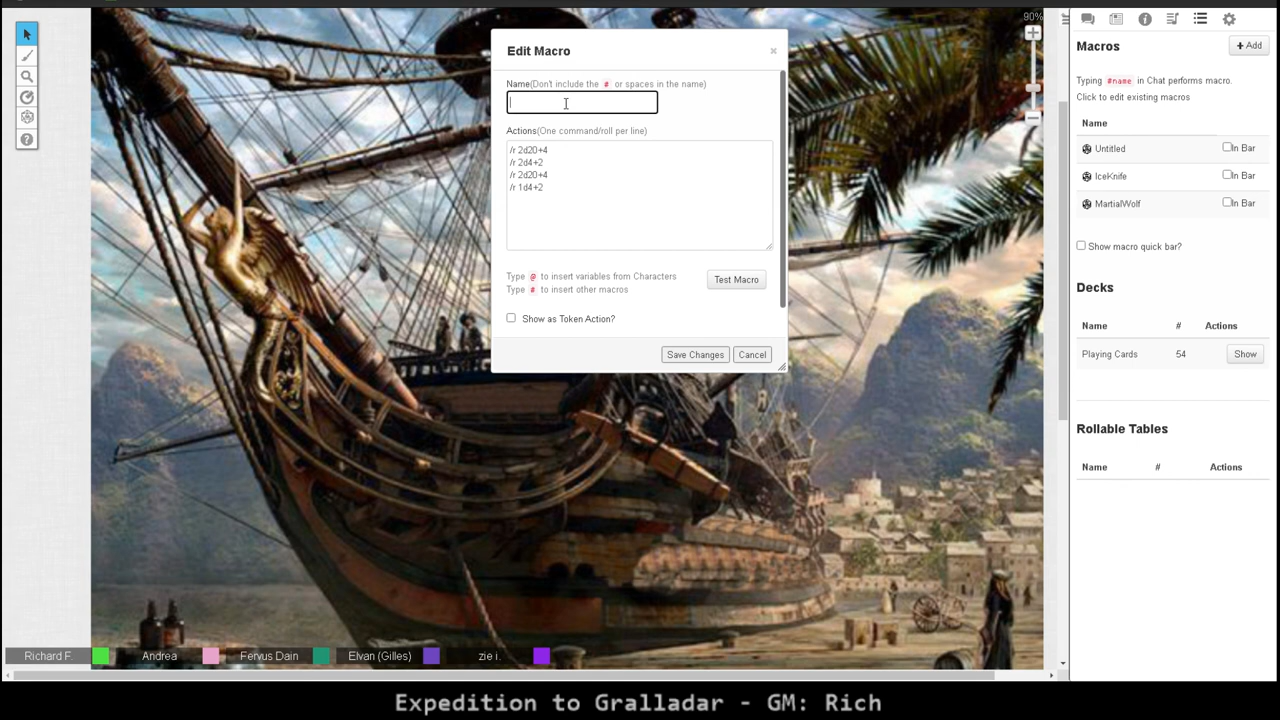 90%
Edit Macro
×
Name(Don't include the # or spaces in the name)
Actions(One command/roll per line)
/r 2d20+4
/r 2d4+2
/r 2d20+4
/r 1d4+2
Type @ to insert variables from Characters
Type # to insert other macros
Test Macro
Show as Token Action?
Save Changes
Cancel
Macros
+ Add
Typing #name in Chat performs macro.
Click to edit existing macros
Name
Untitled In Bar
IceKnife In Bar
MartialWolf In Bar
Show macro quick bar?
Decks
Name # Actions
Playing Cards 54 Show
Rollable Tables
Name # Actions
Richard F. Andrea Fervus Dain Elvan (Gilles) zie i.
Expedition to Gralladar - GM: Rich